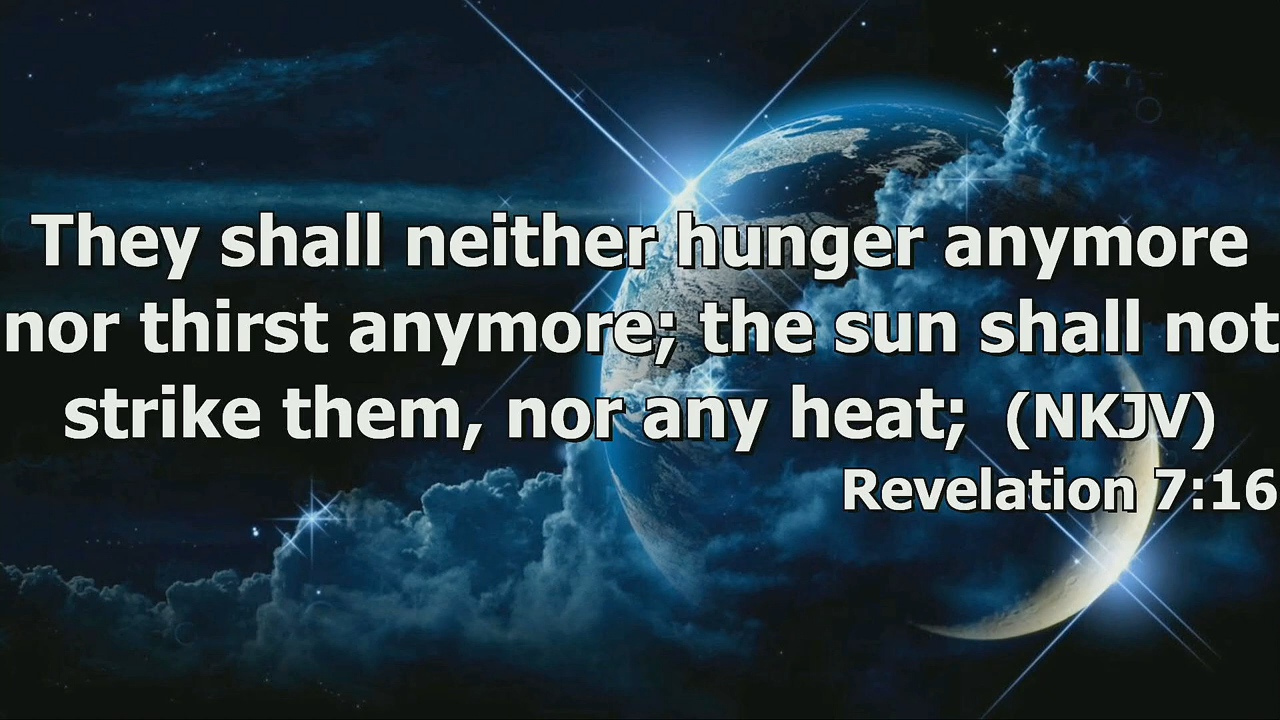 They shall neither hunger anymore
nor thirst anymore; the sun shall not
strike them, nor any heat; (NKJV)
Revelation 7:16